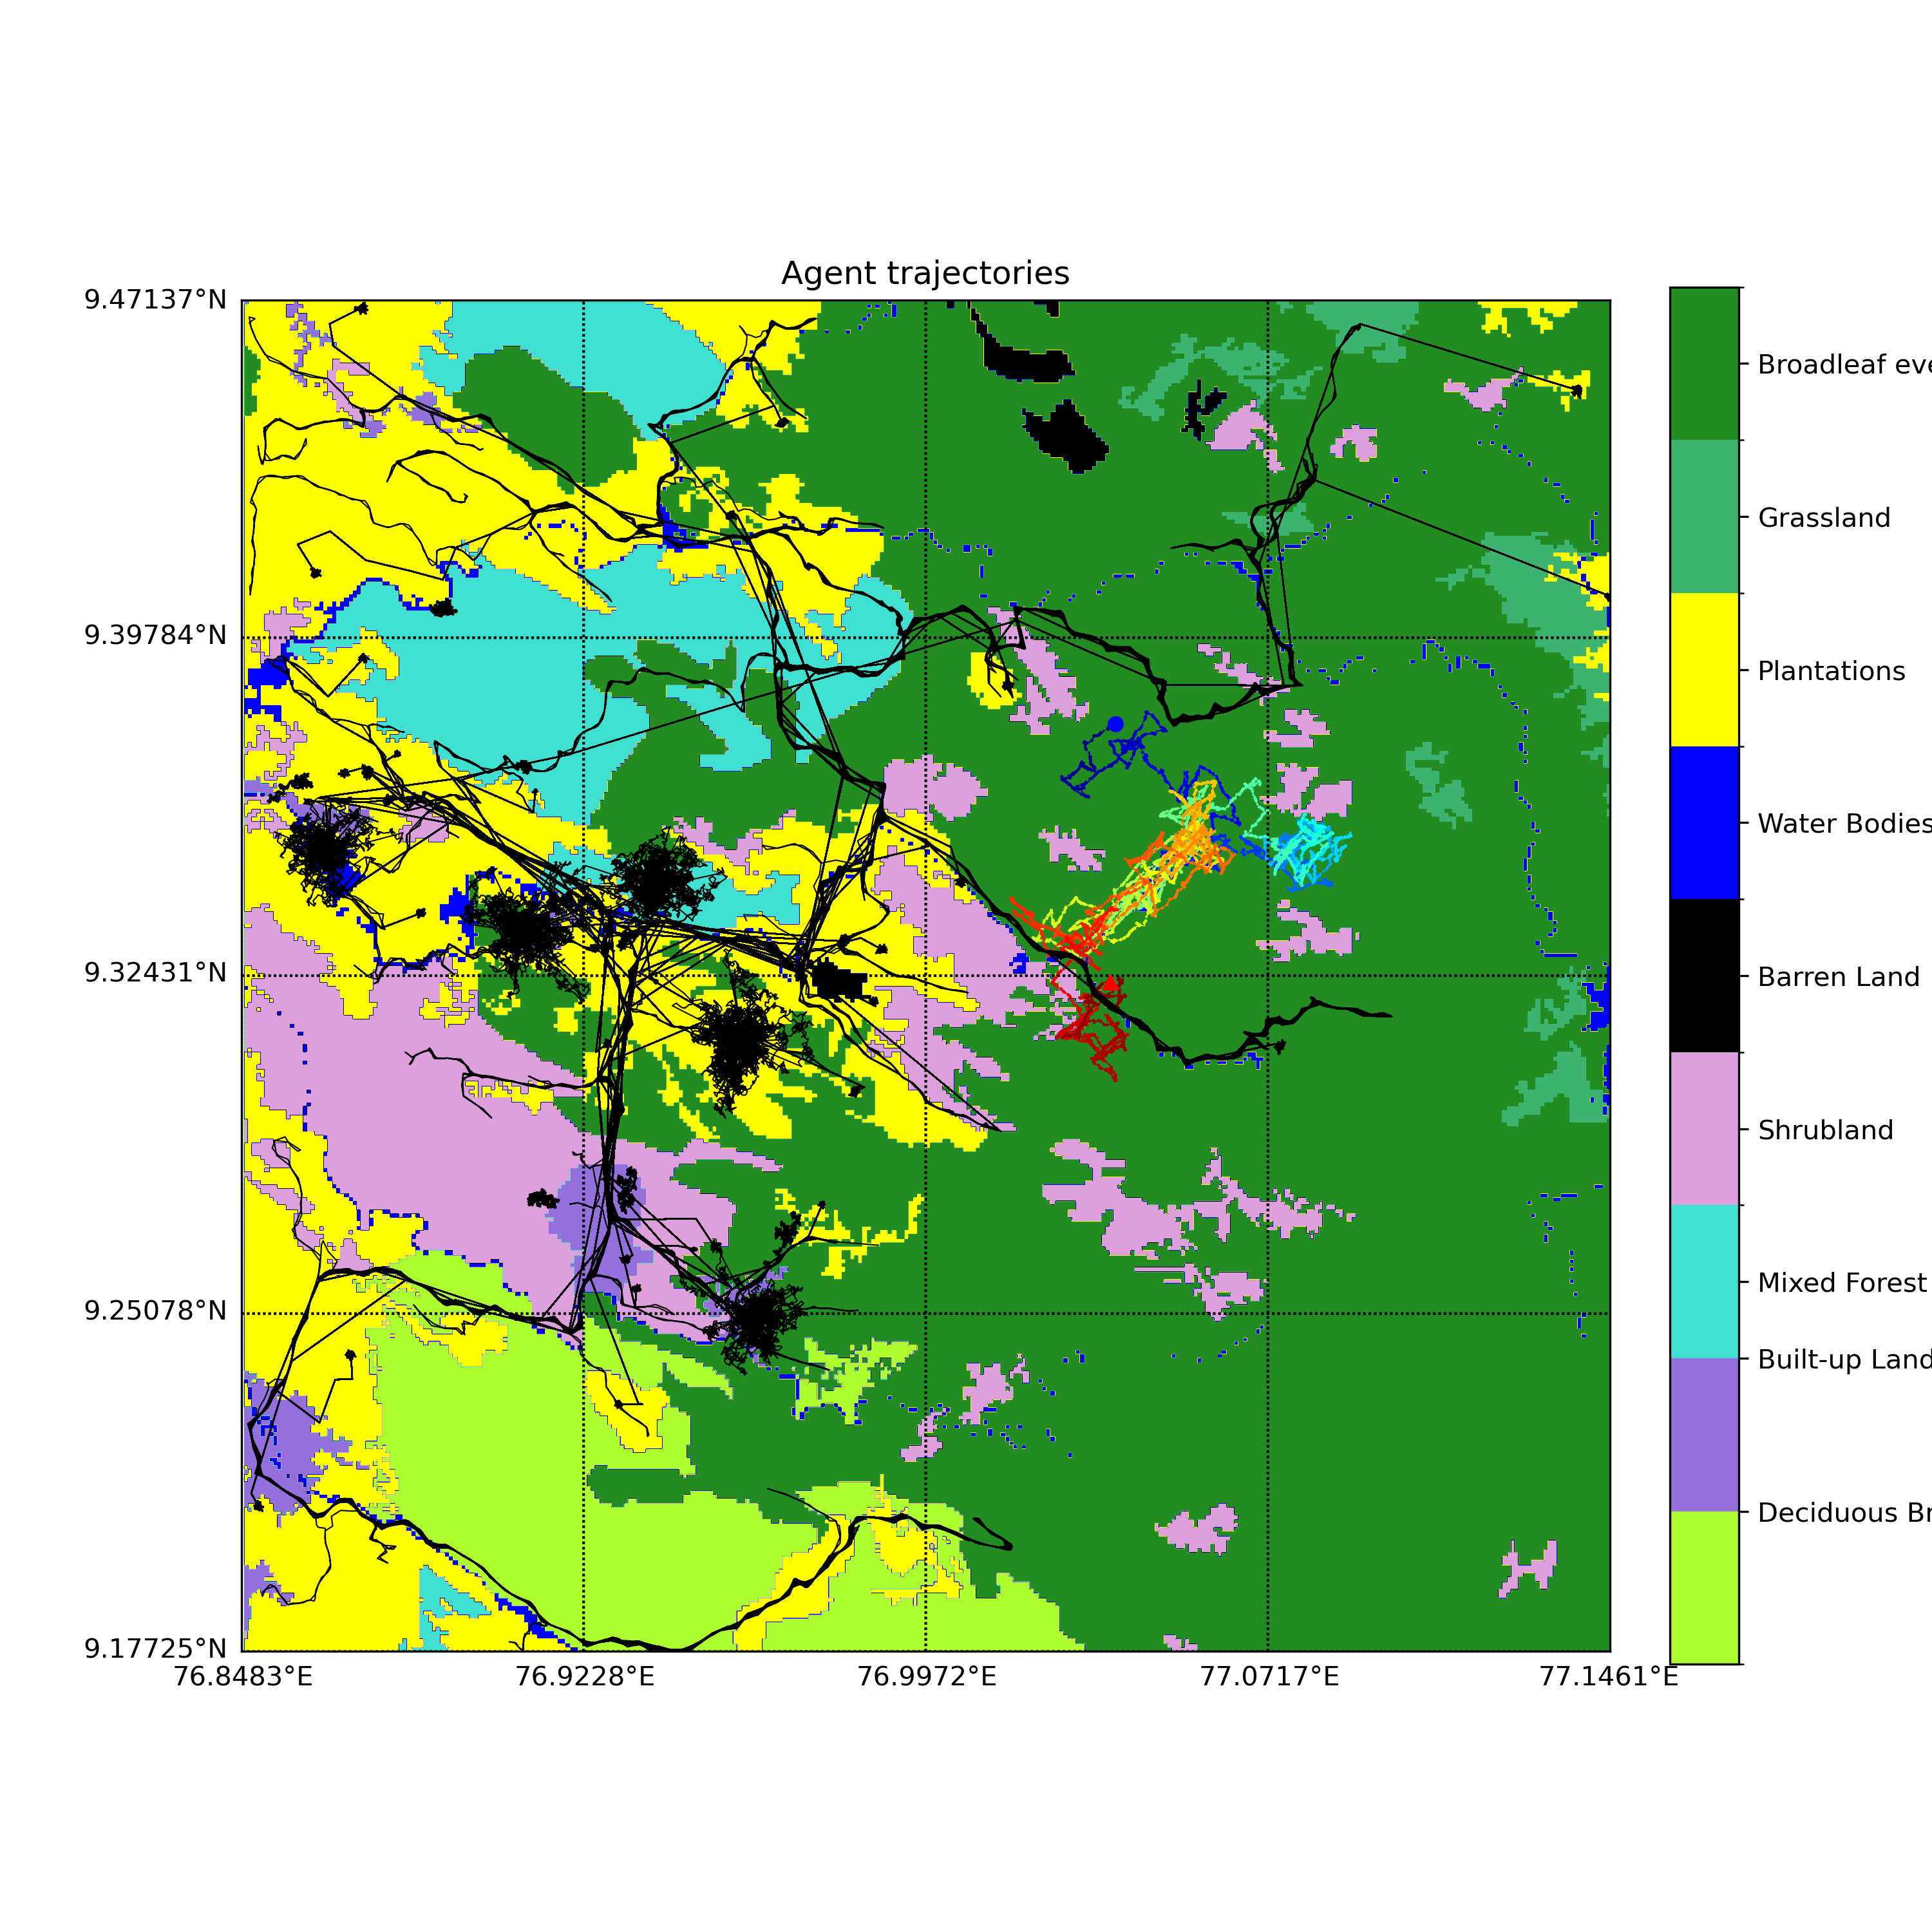 Agent trajectories
9.47137°N
9.39784°N
9.32431°N
9.25078°N
9.17725°N
76.8483°E
76.9228°E
76.9972°E
77.0717°E
77.1461°E
Broadleaf eve
Grassland
Plantations
Water Bodies
Barren Land
Shrubland
Mixed Forest
Built-up Land
Deciduous Br